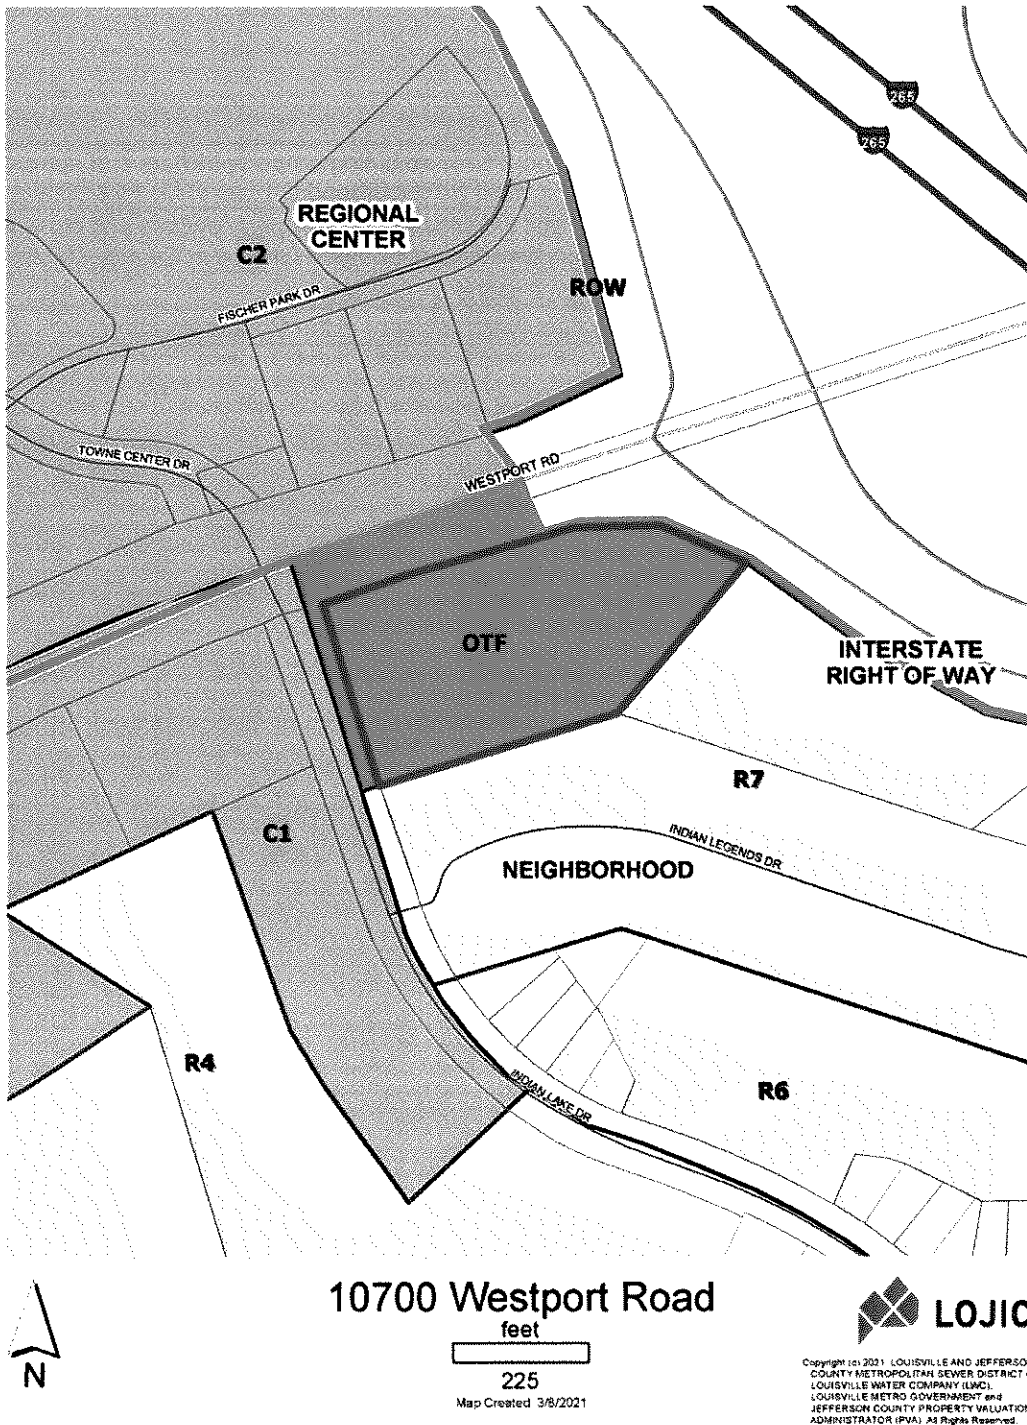 265
265
REGIONAL
CENTER
C2
ROW
FISCHER PARK DR
TOWNE CENTER DR
WESTPORT RD
OTF
INTERSTATE
RIGHT OF WAY
R7
C1
INDIAN LEGENDS DR
NEIGHBORHOOD
R4
R6
INDIAN LAKE DR
10700 Westport Road
feet
225
Map Created 3/8/2021
N
LOJIC
Copyright (c) 2021 LOUISVILLE AND JEFFERSO
COUNTY METROPOLITAN SEWER DISTRICT
LOUISVILLE WATER COMPANY (LWC),
LOUISVILLE METRO GOVERNMENT and
JEFFERSON COUNTY PROPERTY VALUATION
ADMINISTRATOR (PVA) All Rights Reserved.